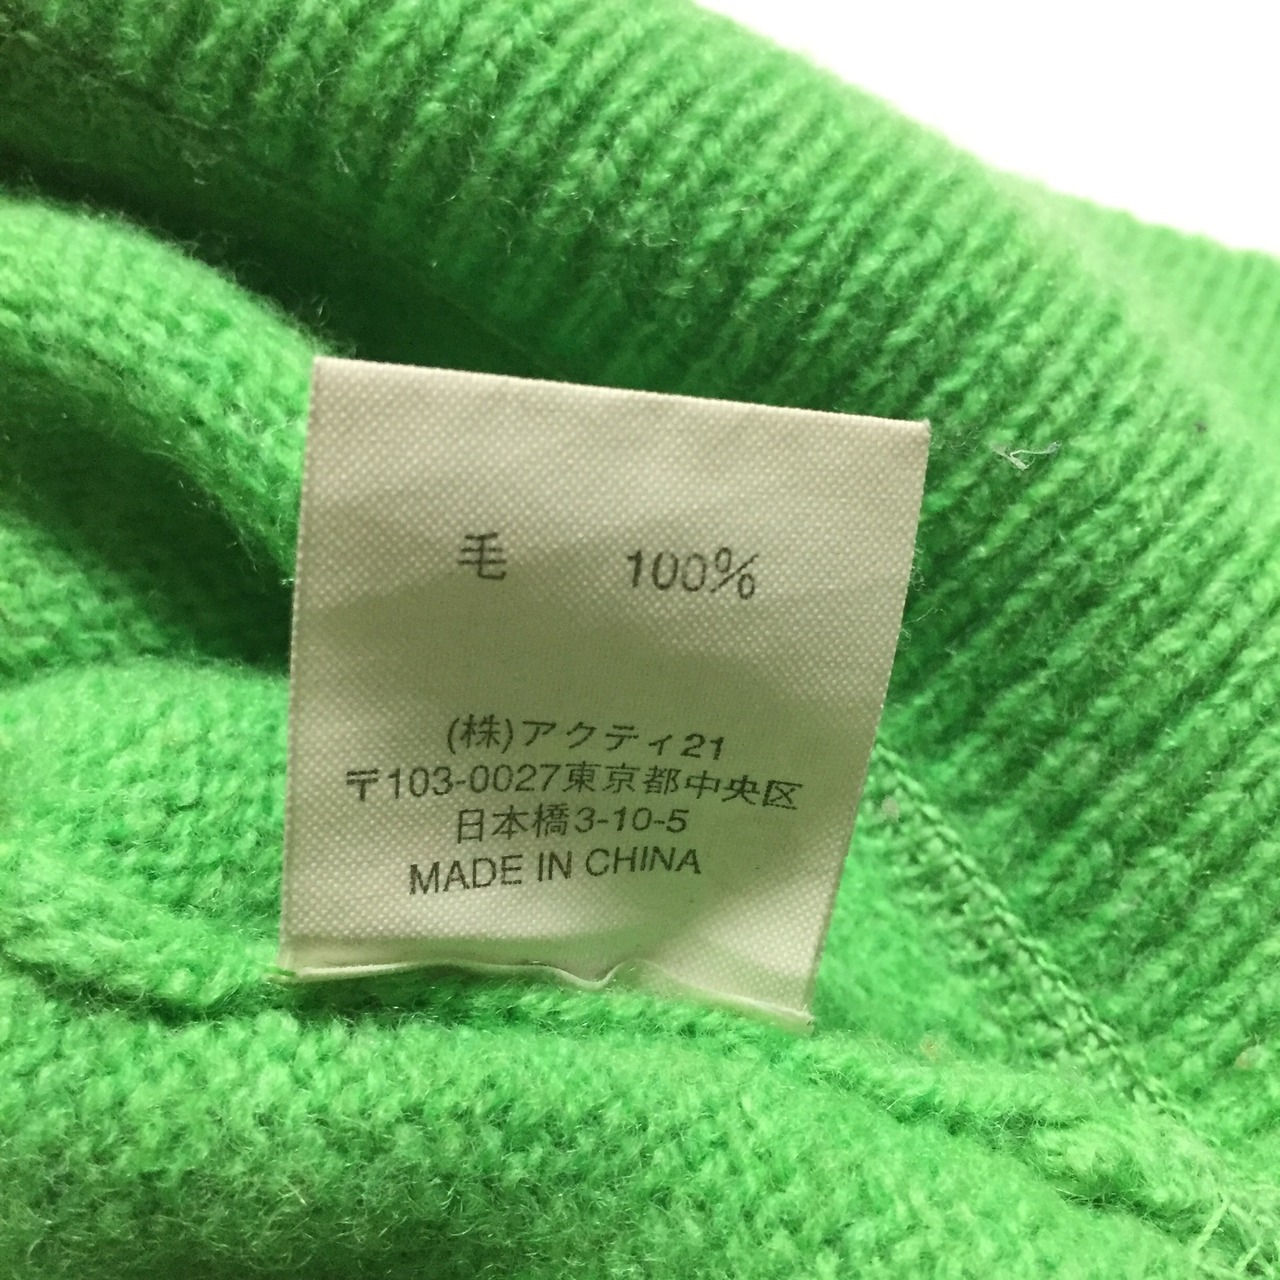 毛 100%
(株)アクティ21
〒103-0027東京都中央区
日本橋3-10-5
MADE IN CHINA